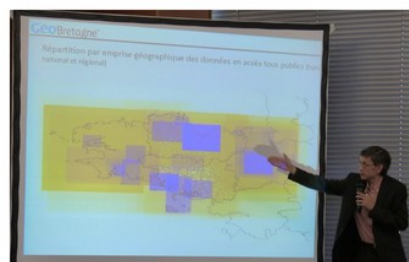 GéoBretagne
Répartition par emprise géographique des données en accès tous publics (hors
national et régional)